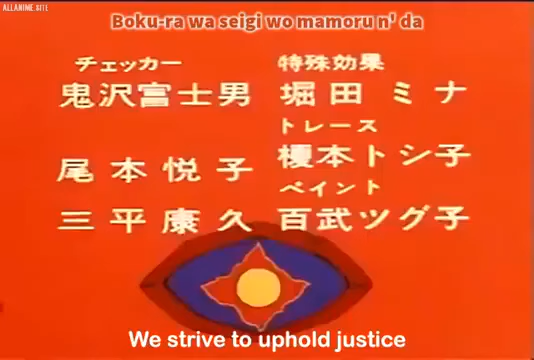 ALLANIME.SITE
Boku-ra wa seigi wo mamoru n' da
チェッカー 特殊効果
鬼沢富士男 堀田ミナ
トレース
尾本悦子 榎本トシ子
ペイント
三平康久 百武ツグ子
We strive to uphold justice